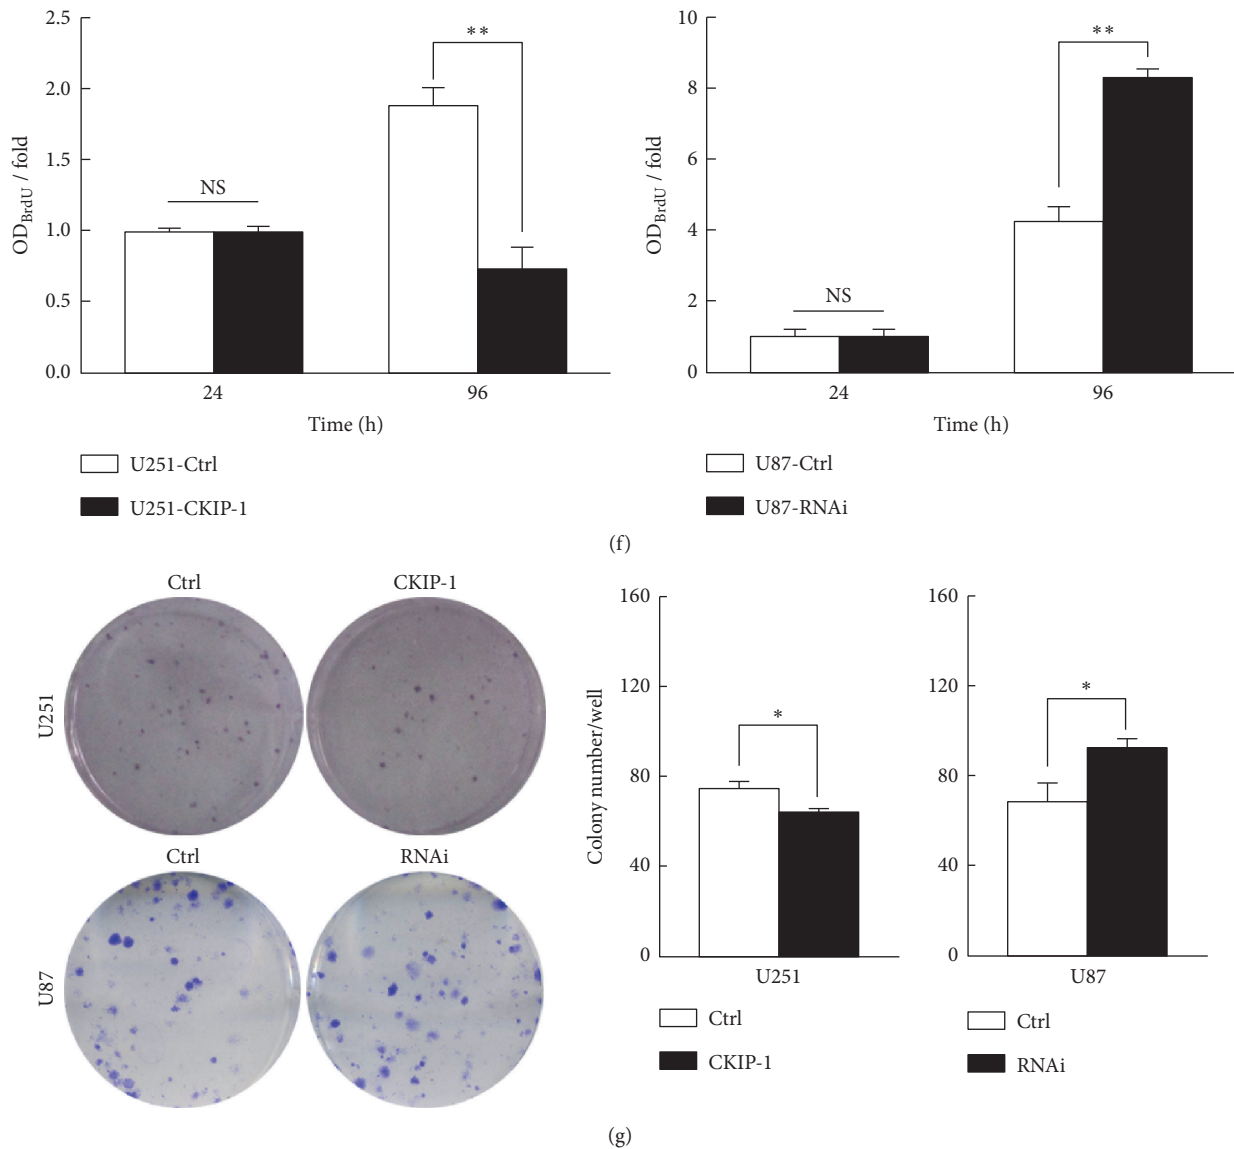 2.5
2.0
1.5
1.0
0.5
0.0
OD_BrdU / fold
NS
**
24
96
Time (h)
U251-Ctrl
U251-CKIP-1
10
8
6
4
2
0
OD_BrdU / fold
NS
**
24
96
Time (h)
U87-Ctrl
U87-RNAi
(f)
Ctrl
CKIP-1
U251
Ctrl
RNAi
U87
160
120
80
40
0
Colony number/well
*
U251
Ctrl
CKIP-1
160
120
80
40
0
*
U87
Ctrl
RNAi
(g)